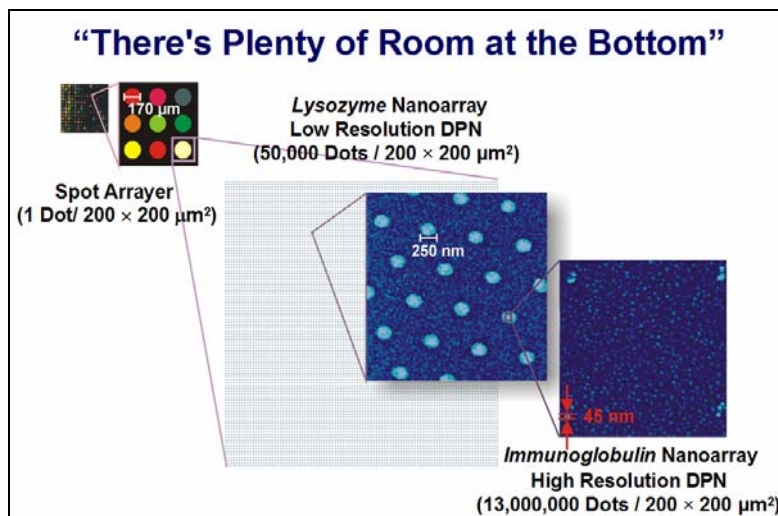 “There's Plenty of Room at the Bottom”
170 µm
Lysozyme Nanoarray
Low Resolution DPN
(50,000 Dots / 200 × 200 µm²)
Spot Arrayer
(1 Dot/ 200 × 200 µm²)
250 nm
45 nm
Immunoglobulin Nanoarray
High Resolution DPN
(13,000,000 Dots / 200 × 200 µm²)